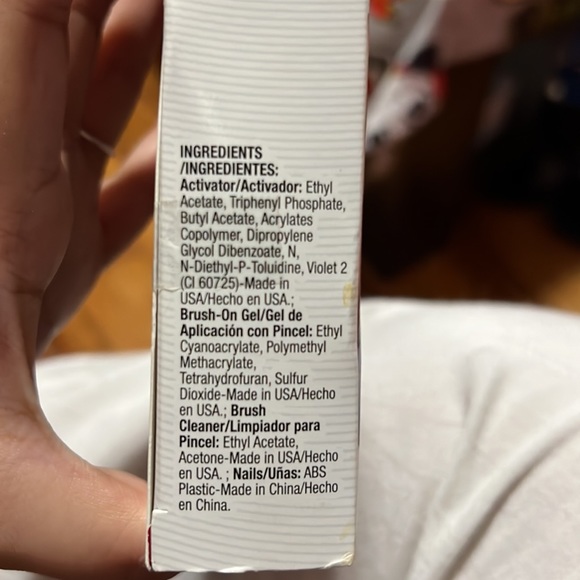 INGREDIENTS
/INGREDIENTES:
Activator/Activador: Ethyl
Acetate, Triphenyl Phosphate,
Butyl Acetate, Acrylates
Copolymer, Dipropylene
Glycol Dibenzoate, N,
N-Diethyl-P-Toluidine, Violet 2
(CI 60725)-Made in
USA/Hecho en USA.;
Brush-On Gel/Gel de
Aplicación con Pincel: Ethyl
Cyanoacrylate, Polymethyl
Methacrylate,
Tetrahydrofuran, Sulfur
Dioxide-Made in USA/Hecho
en USA.; Brush
Cleaner/Limpiador para
Pincel: Ethyl Acetate,
Acetone-Made in USA/Hecho
en USA. ; Nails/Uñas: ABS
Plastic-Made in China/Hecho
en China.